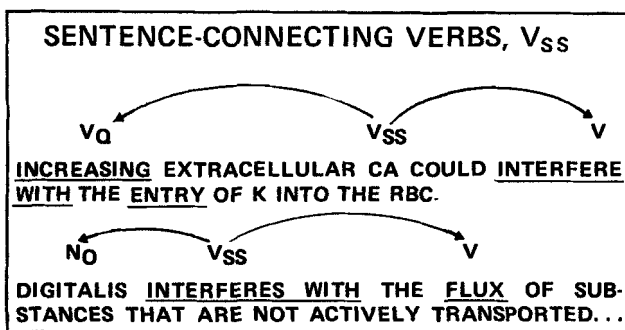 SENTENCE-CONNECTING VERBS, VSS
VQ VSS V
INCREASING EXTRACELLULAR CA COULD INTERFERE
WITH THE ENTRY OF K INTO THE RBC.
NO VSS V
DIGITALIS INTERFERES WITH THE FLUX OF SUB-
STANCES THAT ARE NOT ACTIVELY TRANSPORTED...